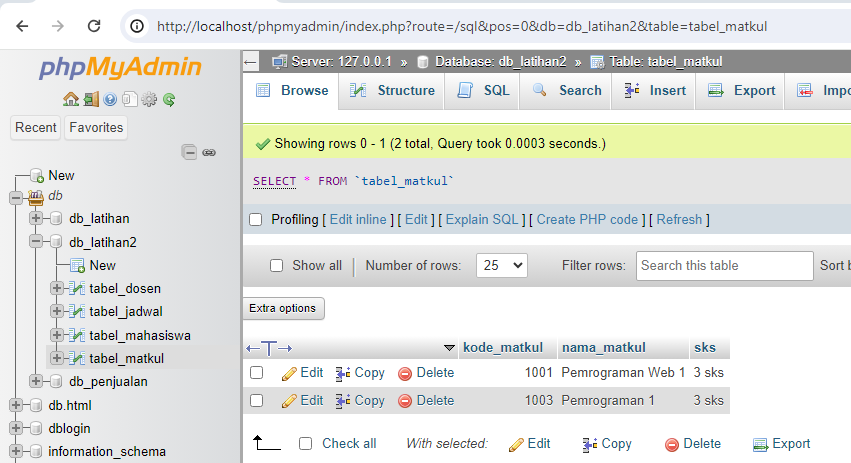 http://localhost/phpmyadmin/index.php?route=/sql&pos=0&db=db_latihan2&table=tabel_matkul
phpMyAdmin
Recent Favorites
New
db
db_latihan
db_latihan2
New
tabel_dosen
tabel_jadwal
tabel_mahasiswa
tabel_matkul
db_penjualan
db.html
dblogin
information_schema
Server: 127.0.0.1 » Database: db_latihan2 » Table: tabel_matkul
Browse Structure SQL Search Insert Export Impo
Showing rows 0 - 1 (2 total, Query took 0.0003 seconds.)
SELECT * FROM `tabel_matkul`
Profiling [ Edit inline ] [ Edit ] [ Explain SQL ] [ Create PHP code ] [ Refresh ]
Show all Number of rows: 25 Filter rows: Search this table Sort b
Extra options
kode_matkul nama_matkul sks
Edit Copy Delete 1001 Pemrograman Web 1 3 sks
Edit Copy Delete 1003 Pemrograman 1 3 sks
Check all With selected: Edit Copy Delete Export